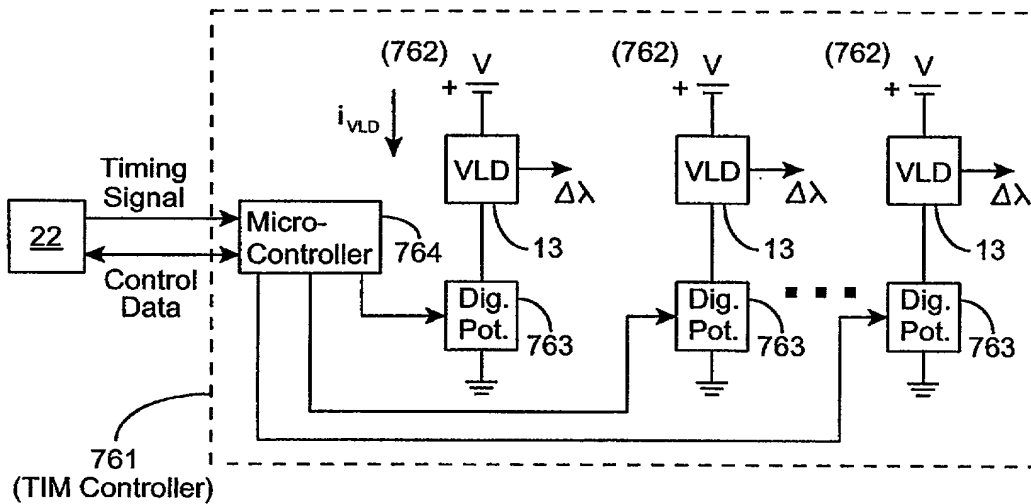 (762) V
+
(762) V
+
(762) V
+
iVLD
VLD
Δλ
VLD
Δλ
VLD
Δλ
Timing
Signal
22
Micro-
Controller
764
13
13
13
Control
Data
Dig.
Pot.
763
Dig.
Pot.
763
Dig.
Pot.
763
761
(TIM Controller)